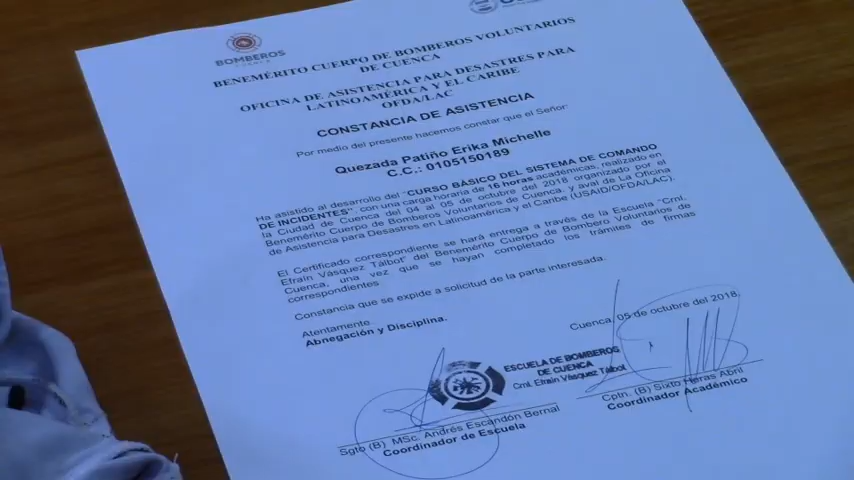 BOMBEROS
CUENCA
BENEMÉRITO CUERPO DE BOMBEROS VOLUNTARIOS
DE CUENCA
OFICINA DE ASISTENCIA PARA DESASTRES PARA
LATINOAMÉRICA Y EL CARIBE
OFDA/LAC
CONSTANCIA DE ASISTENCIA
Por medio del presente hacemos constar que el Señor:
Quezada Patiño Erika Michelle
C.C.: 0105150189
Ha asistido al desarrollo del "CURSO BÁSICO DEL SISTEMA DE COMANDO
DE INCIDENTES", con una carga horaria de 16 horas académicas, realizado en
la Ciudad de Cuenca del 04 al 05 de octubre del 2018 organizado por el
Benemérito Cuerpo de Bomberos Voluntarios de Cuenca, y aval de La Oficina
de Asistencia para Desastres en Latinoamérica y el Caribe (USAID/OFDA/LAC).
El Certificado correspondiente se hará entrega a través de la Escuela "Crnl.
Efraín Vásquez Tálbot" del Benemérito Cuerpo de Bombero Voluntarios de
Cuenca, una vez que se hayan completado los trámites de firmas
correspondientes
Constancia que se expide a solicitud de la parte interesada.
Cuenca, 05 de octubre del 2018.
Atentamente
Abnegación y Disciplina.
ESCUELA DE BOMBEROS
DE CUENCA
Crnl. Efraín Vásquez Tálbot
Sgto (B) MSc. Andrés Escandón Bernal
Coordinador de Escuela
Cptn. (B) Sixto Heras Abril
Coordinador Académico